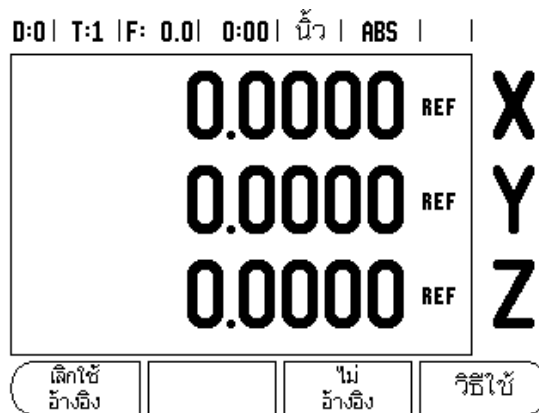 D:0| T:1 |F: 0.0| 0:00| นิ้ว | ABS | |
0.0000 REF X
0.0000 REF Y
0.0000 REF Z
เลิกใช้
อ้างอิง
ไม่
อ้างอิง
วิธีใช้